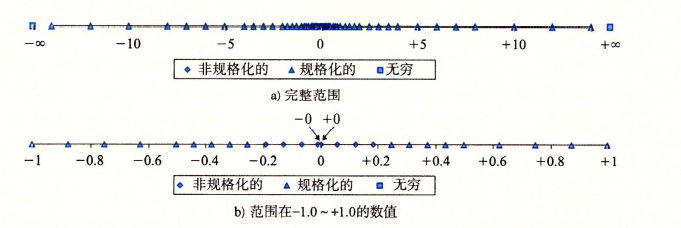 −∞ −10 −5 0 +5 +10 +∞
非规格化的 规格化的 无穷
a) 完整范围
−0 +0
−1 −0.8 −0.6 −0.4 −0.2 0 +0.2 +0.4 +0.6 +0.8 +1
非规格化的 规格化的 无穷
b) 范围在−1.0～+1.0的数值